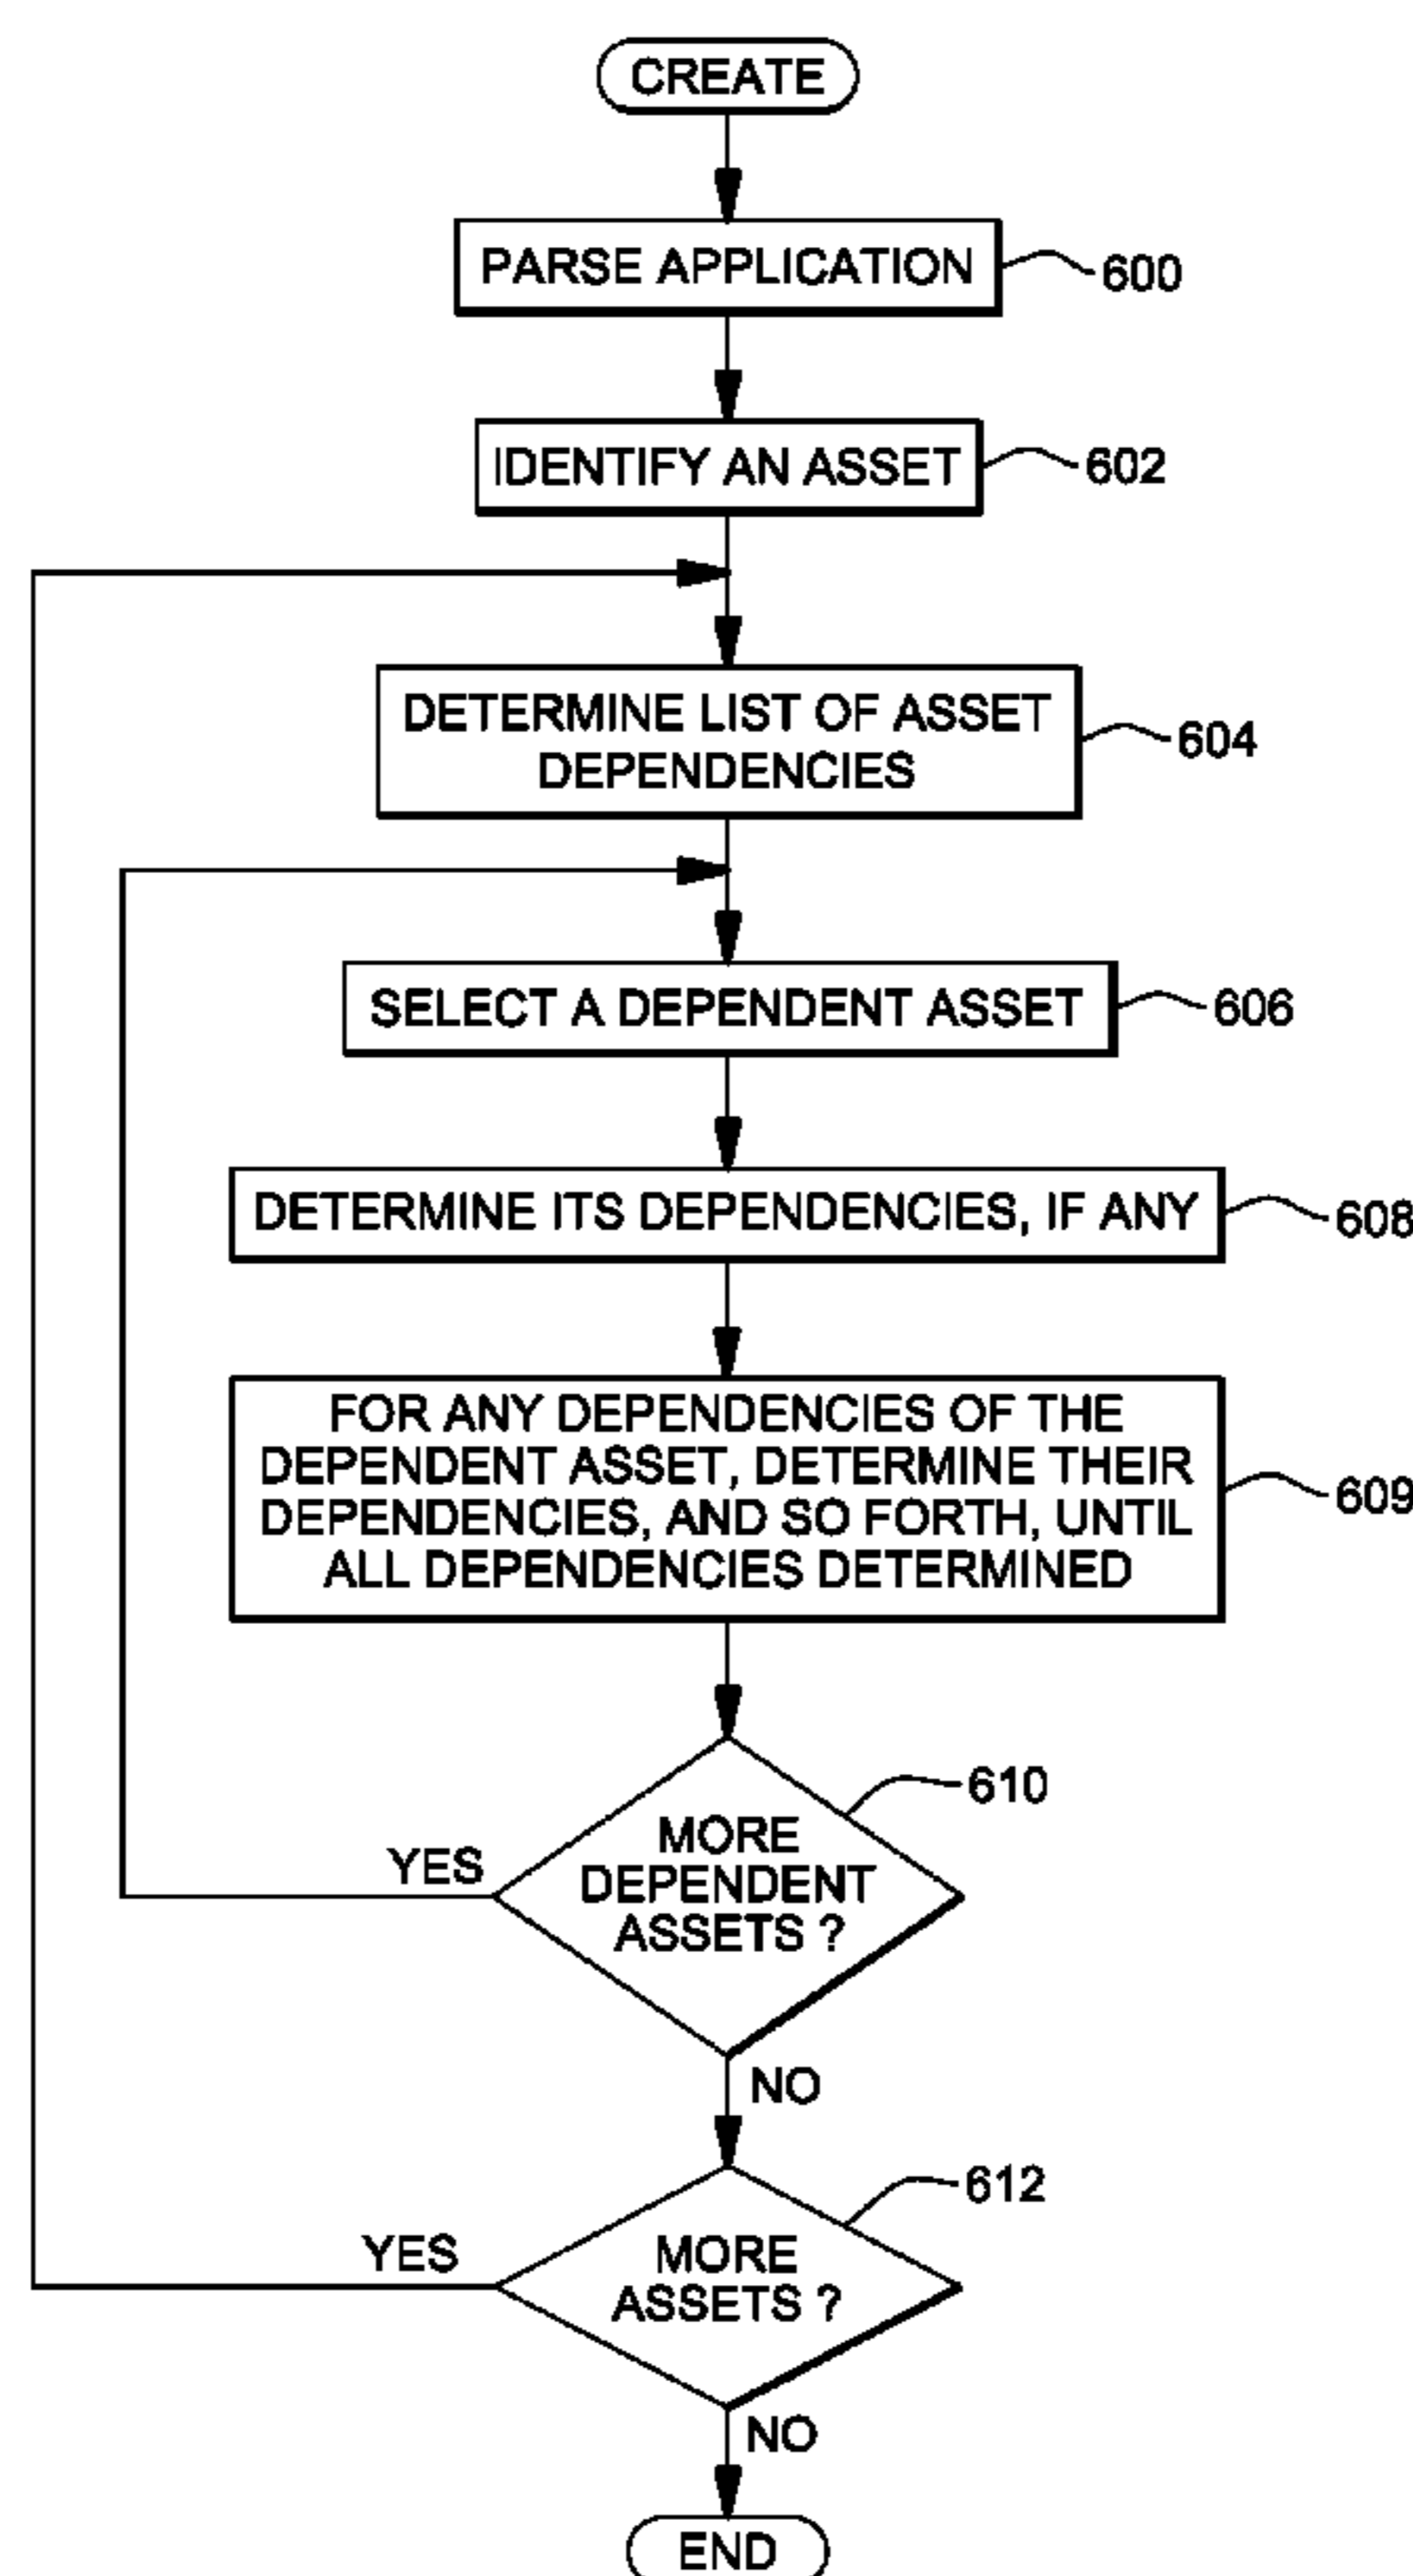 CREATE
PARSE APPLICATION
600
IDENTIFY AN ASSET
602
DETERMINE LIST OF ASSET
DEPENDENCIES
604
SELECT A DEPENDENT ASSET
606
DETERMINE ITS DEPENDENCIES, IF ANY
608
FOR ANY DEPENDENCIES OF THE
DEPENDENT ASSET, DETERMINE THEIR
DEPENDENCIES, AND SO FORTH, UNTIL
ALL DEPENDENCIES DETERMINED
609
610
MORE
DEPENDENT
ASSETS ?
YES
NO
612
MORE
ASSETS ?
YES
NO
END